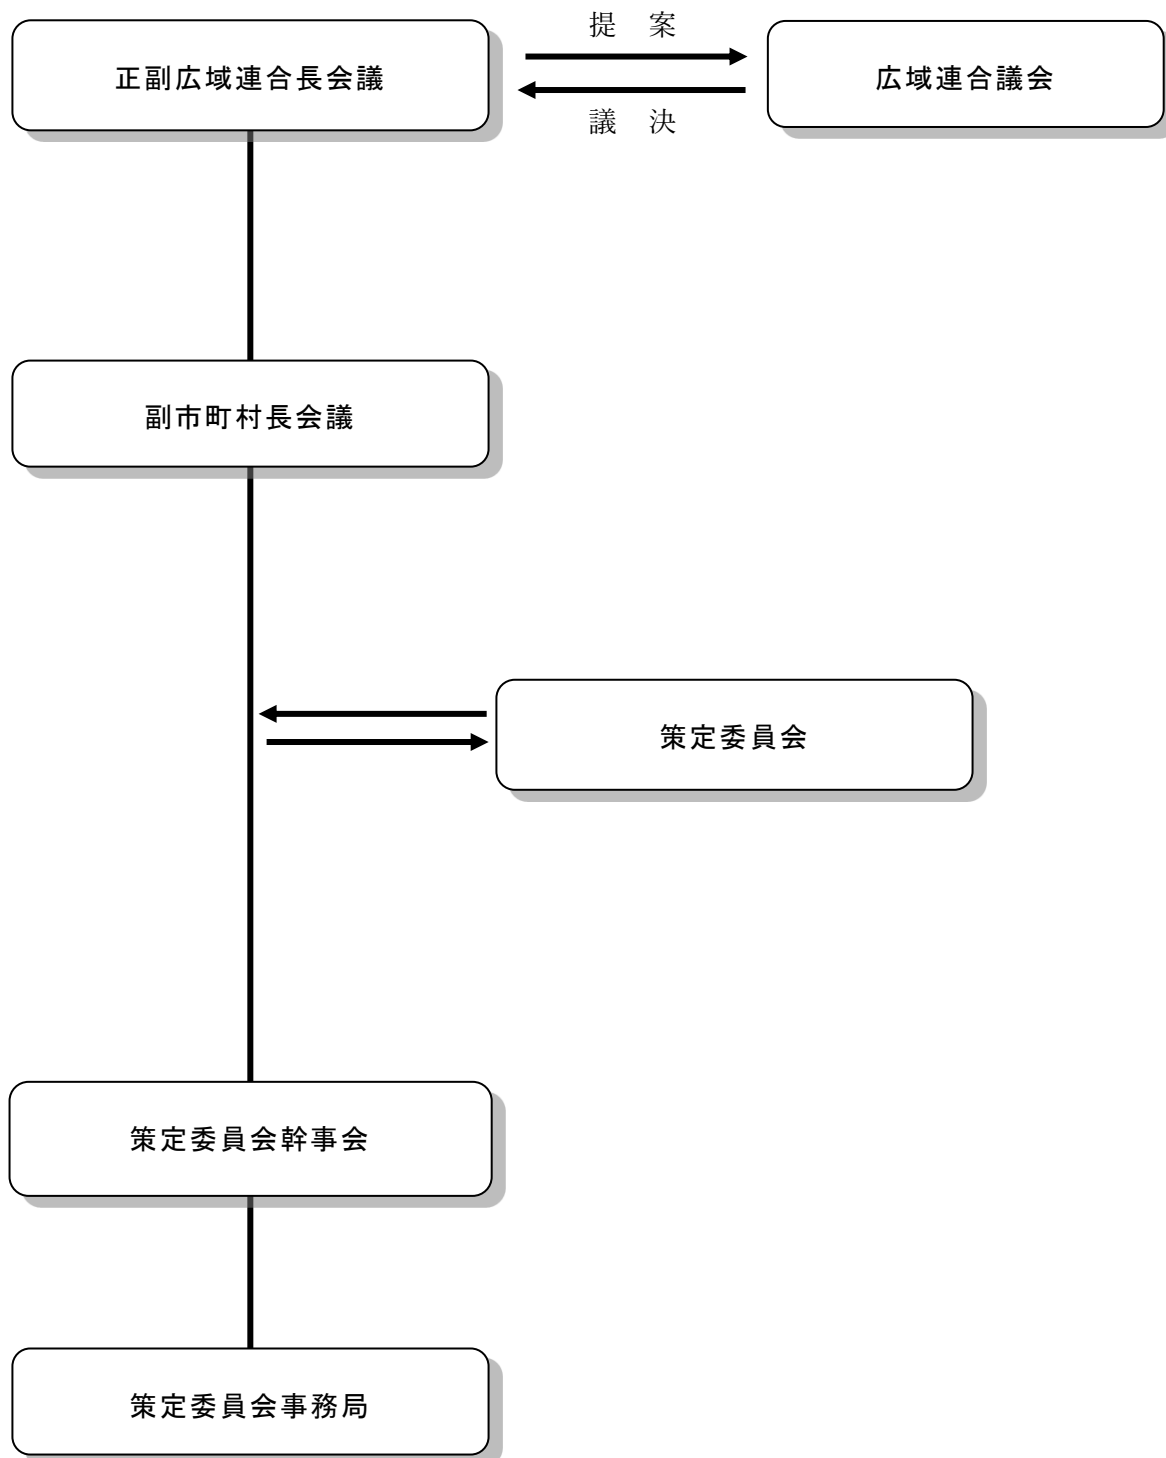 提　案
正副広域連合長会議
広域連合議会
議　決
副市町村長会議
策定委員会
策定委員会幹事会
策定委員会事務局